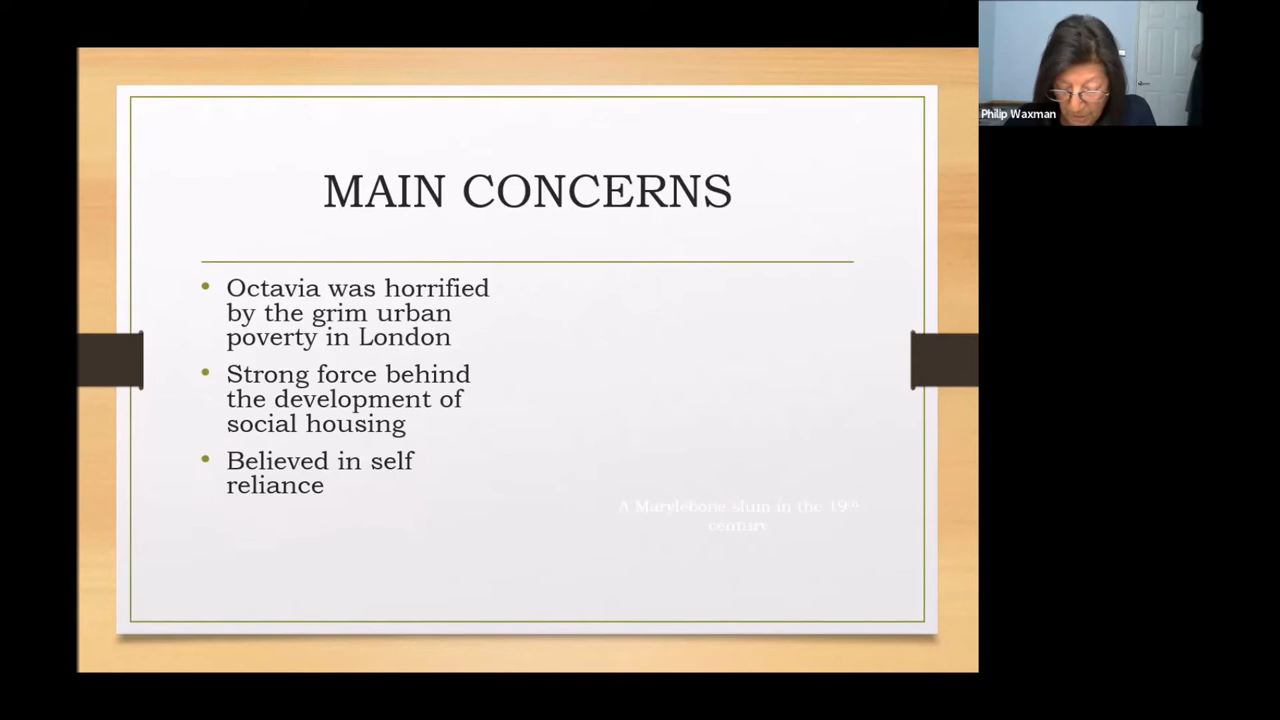 MAIN CONCERNS
• Octavia was horrified
by the grim urban
poverty in London
• Strong force behind
the development of
social housing
• Believed in self
reliance
A Marylebone slum in the 19th
century
Philip Waxman